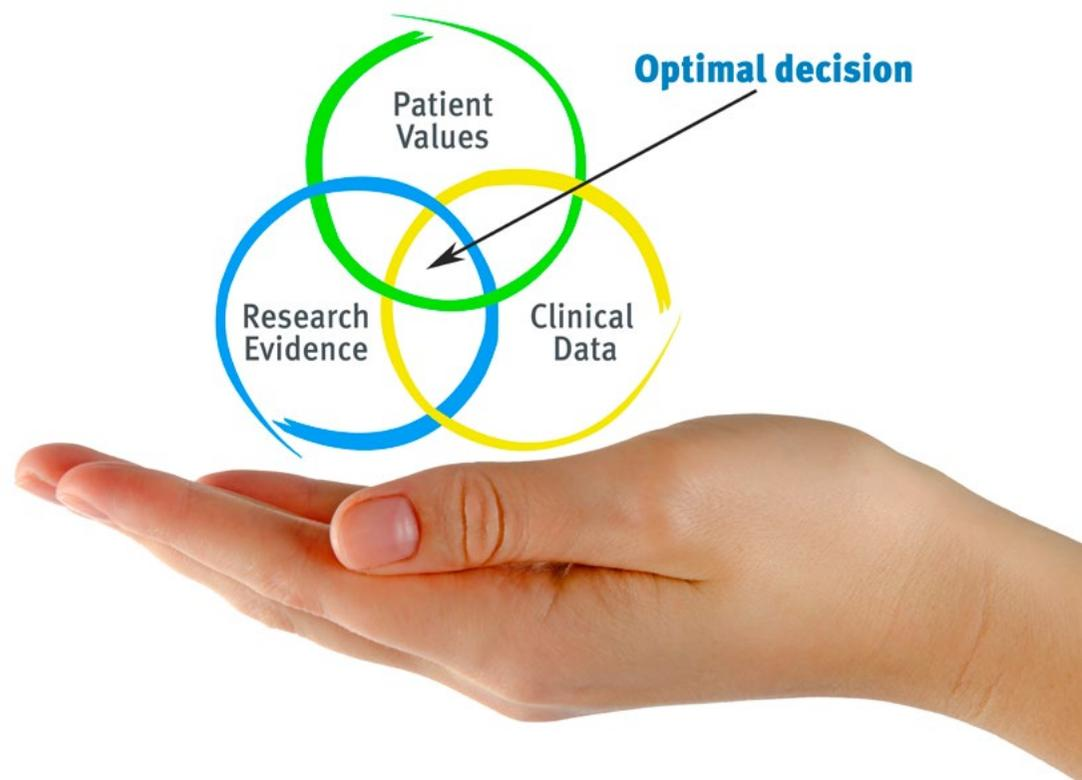 Optimal decision
Patient
Values
Research
Evidence
Clinical
Data